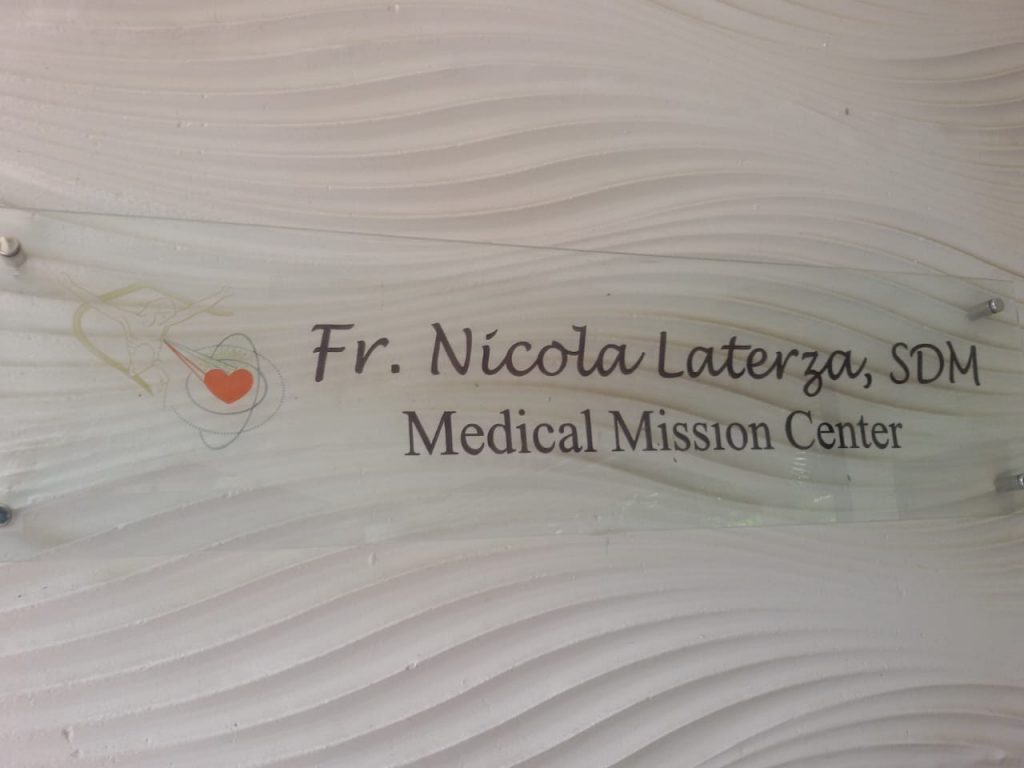 Fr. Nicola Laterza, SDM
Medical Mission Center